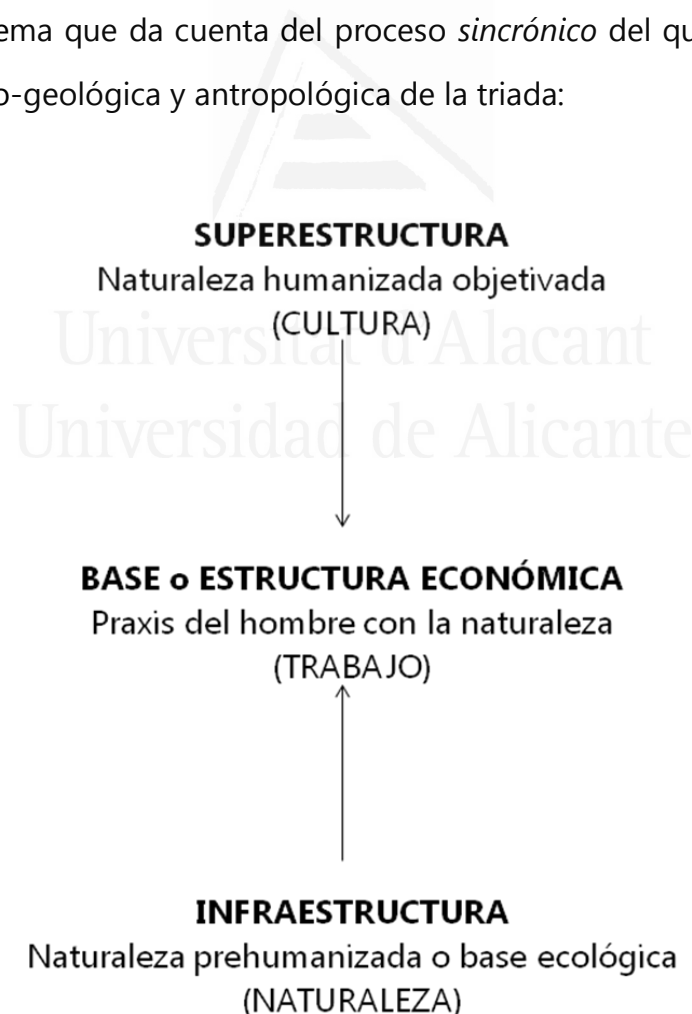 ema que da cuenta del proceso sincrónico del qu
o-geológica y antropológica de la triada:
SUPERESTRUCTURA
Naturaleza humanizada objetivada
(CULTURA)
Universitat d'Alacant
Universidad de Alicante
BASE o ESTRUCTURA ECONÓMICA
Praxis del hombre con la naturaleza
(TRABAJO)
INFRAESTRUCTURA
Naturaleza prehumanizada o base ecológica
(NATURALEZA)